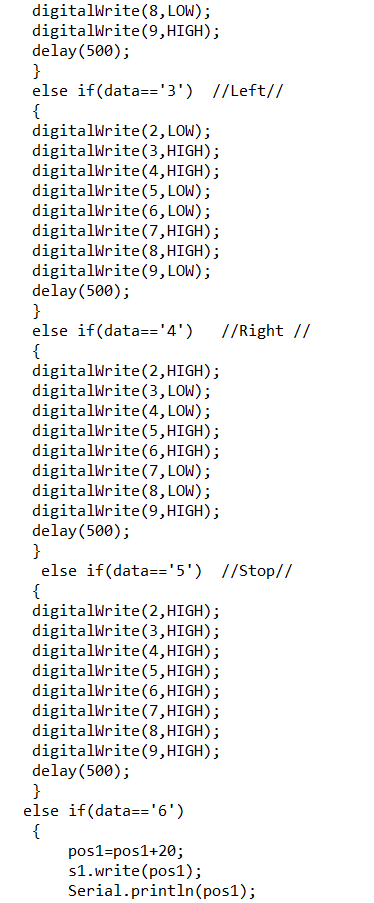 digitalWrite(8,LOW);
digitalWrite(9,HIGH);
delay(500);
}
else if(data=='3')  //Left//
{
digitalWrite(2,LOW);
digitalWrite(3,HIGH);
digitalWrite(4,HIGH);
digitalWrite(5,LOW);
digitalWrite(6,LOW);
digitalWrite(7,HIGH);
digitalWrite(8,HIGH);
digitalWrite(9,LOW);
delay(500);
}
else if(data=='4')   //Right //
{
digitalWrite(2,HIGH);
digitalWrite(3,LOW);
digitalWrite(4,LOW);
digitalWrite(5,HIGH);
digitalWrite(6,HIGH);
digitalWrite(7,LOW);
digitalWrite(8,LOW);
digitalWrite(9,HIGH);
delay(500);
}
 else if(data=='5')  //Stop//
{
digitalWrite(2,HIGH);
digitalWrite(3,HIGH);
digitalWrite(4,HIGH);
digitalWrite(5,HIGH);
digitalWrite(6,HIGH);
digitalWrite(7,HIGH);
digitalWrite(8,HIGH);
digitalWrite(9,HIGH);
delay(500);
}
else if(data=='6')
{
    pos1=pos1+20;
    s1.write(pos1);
    Serial.println(pos1);